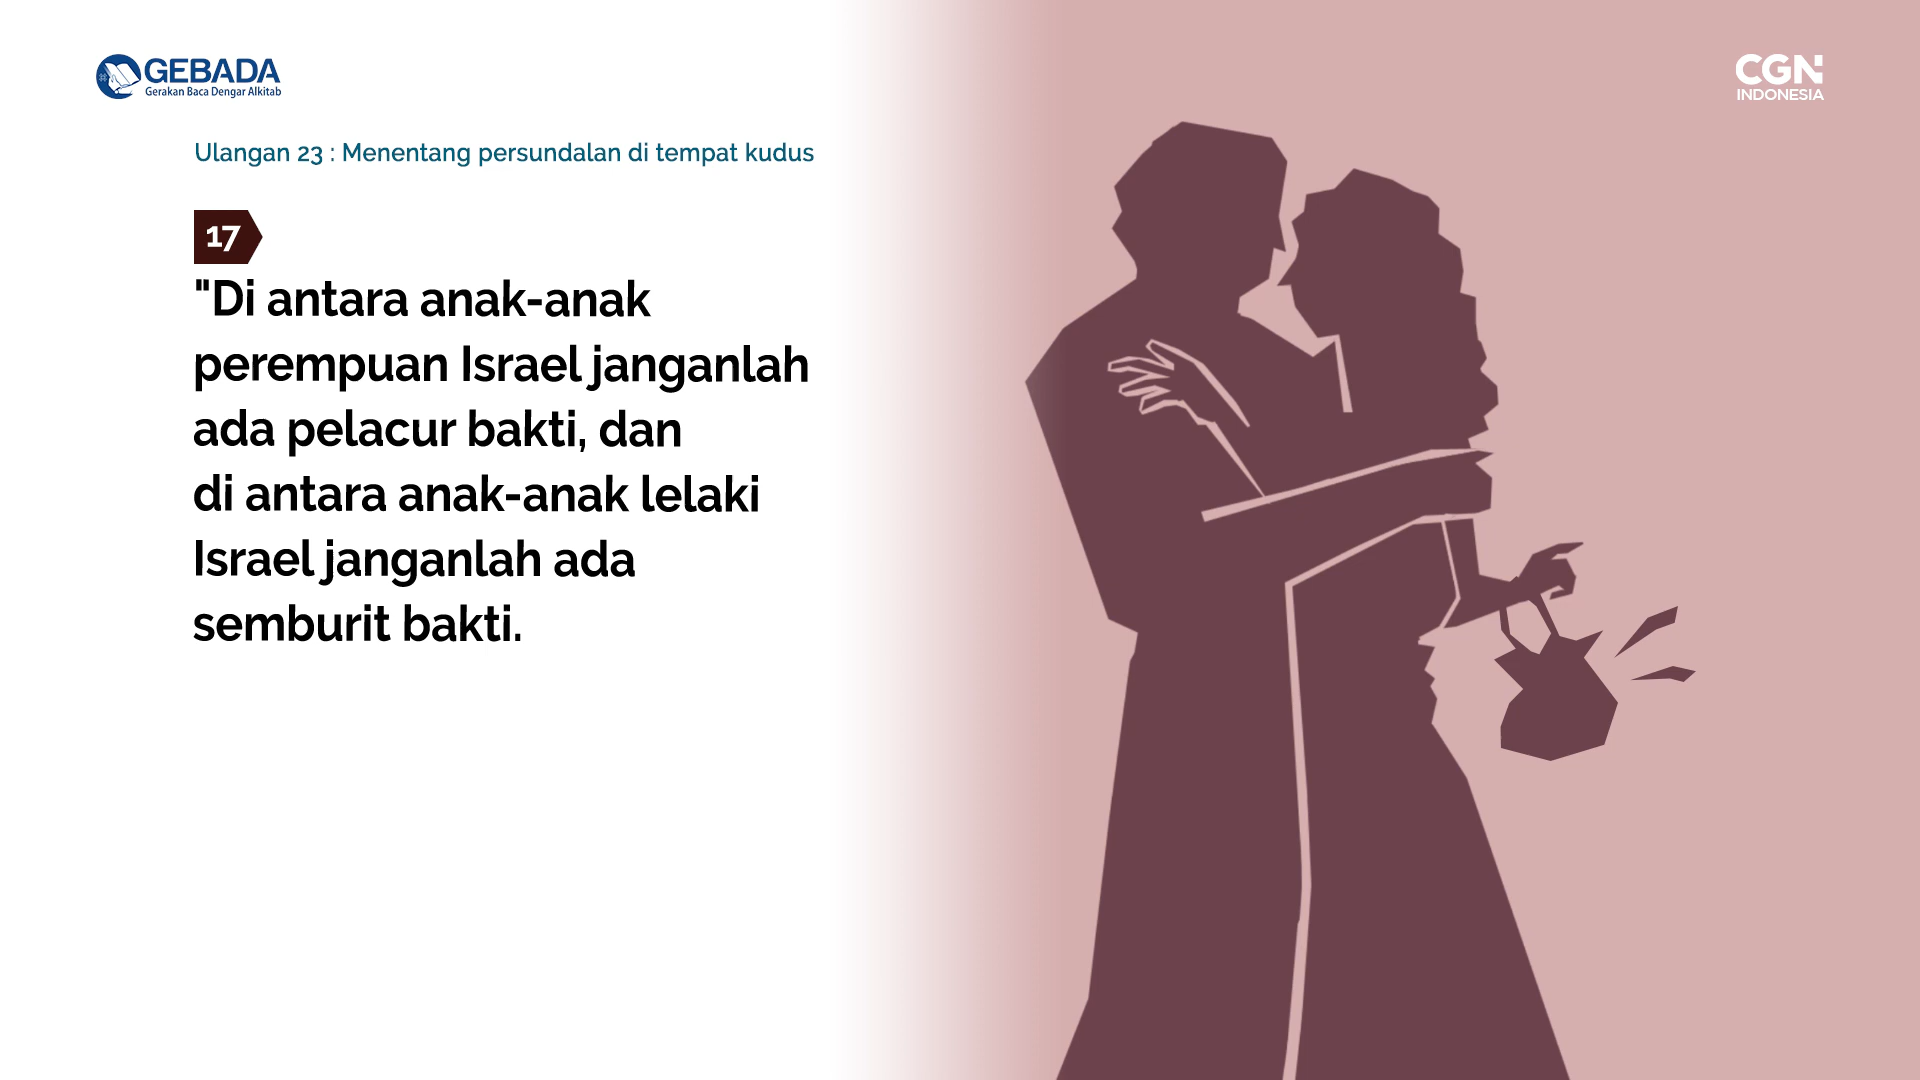 GEBADA
Gerakan Baca Dengar Alkitab
CGN
INDONESIA
Ulangan 23 : Menentang persundalan di tempat kudus
17
"Di antara anak-anak
perempuan Israel janganlah
ada pelacur bakti, dan
di antara anak-anak lelaki
Israel janganlah ada
semburit bakti.